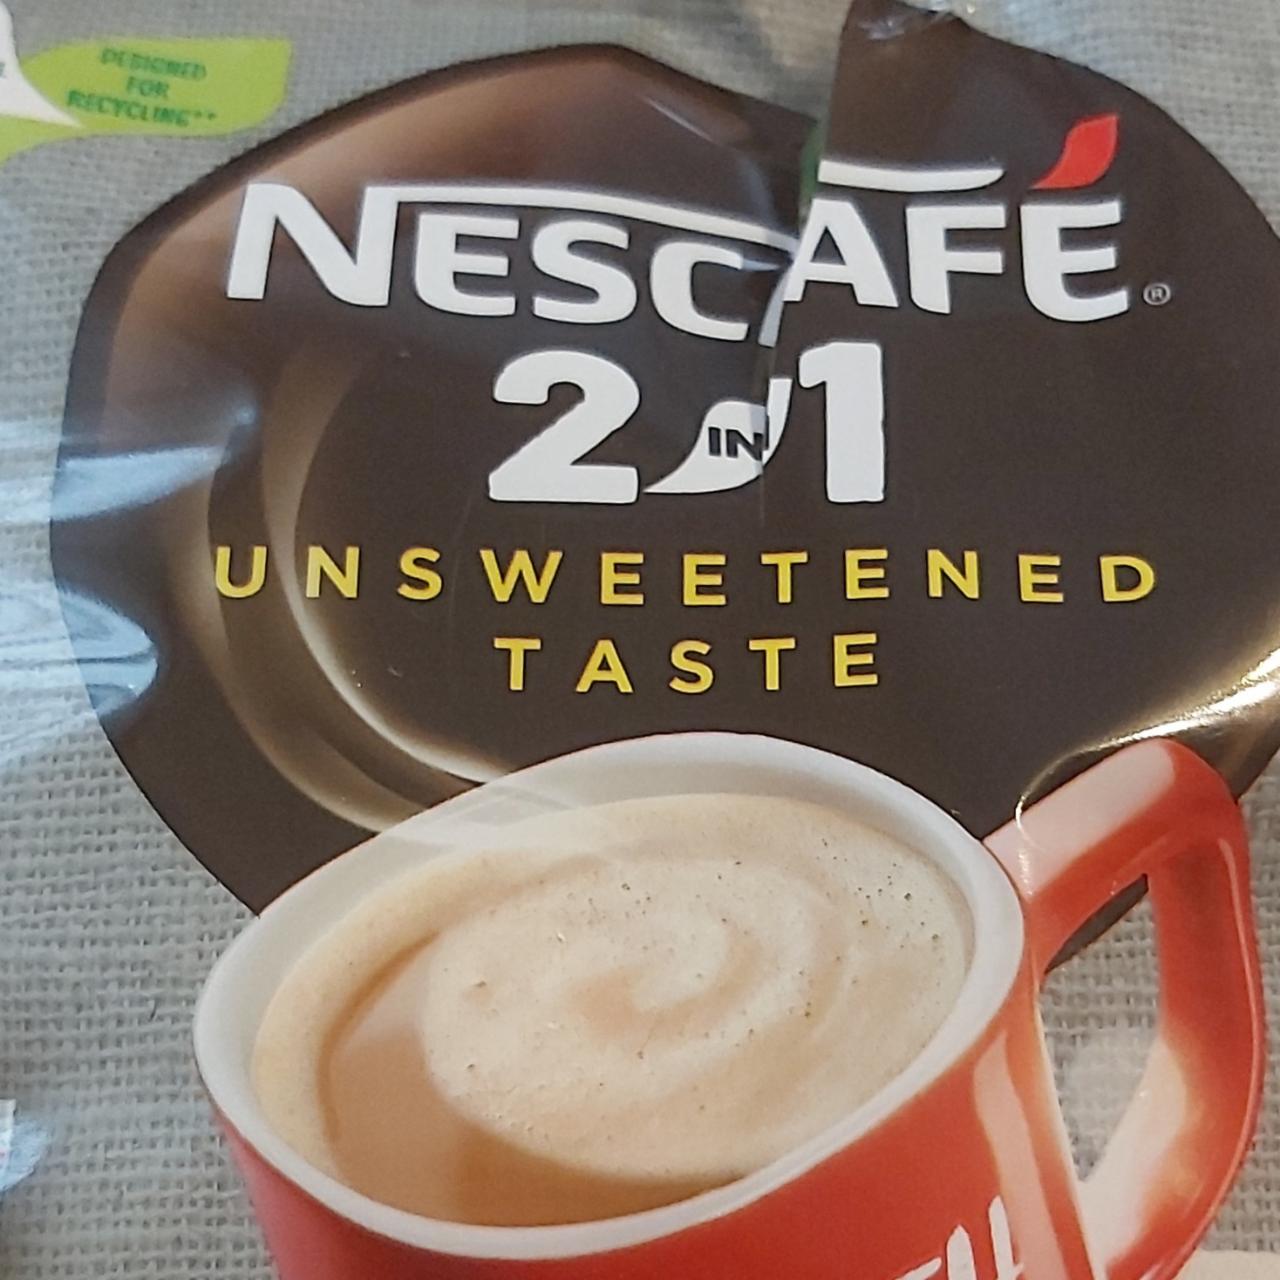 DESIGNED
FOR
RECYCLING**
NESCAFÉ®
2 IN 1
UNSWEETENED
TASTE